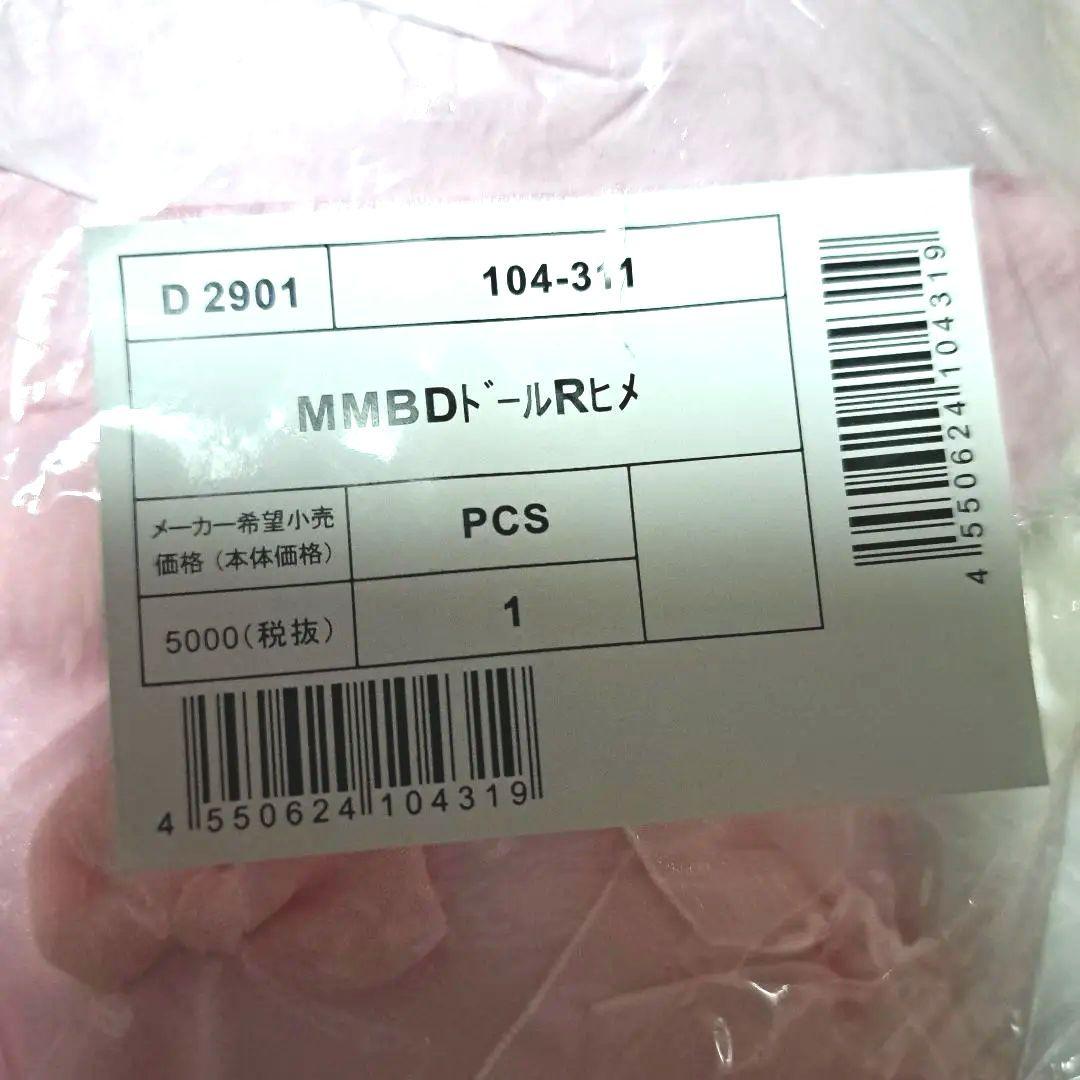 D 2901
104-311
MMBDﾄﾞｰﾙRヒメ
メーカー希望小売
価格 (本体価格)
PCS
5000(税抜)
1
4 550624 104319
4 550624 104319